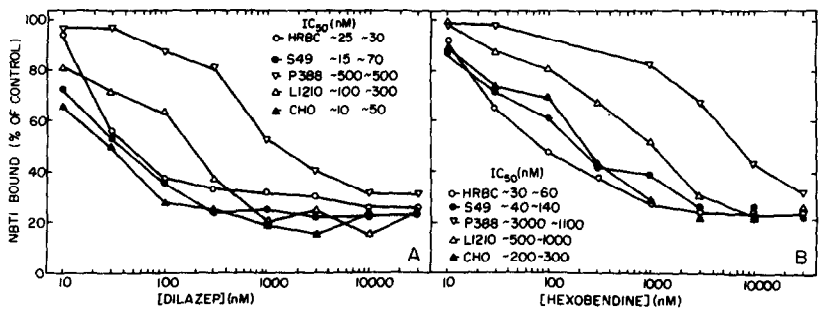 NBTI BOUND (% OF CONTROL)
100
80
60
40
20
0
IC50 (nM)
HRBC ~25 ~30
S49 ~15 ~70
P388 ~500~500
L1210 ~100 ~300
CHO ~10 ~50
A
10
100
1000
10000
[DILAZEP](nM)
IC50(nM)
HRBC ~30 ~60
S49 ~40~140
P388 ~3000 ~1100
L1210 ~500~1000
CHO ~200~300
B
10
100
1000
10000
[HEXOBENDINE](nM)